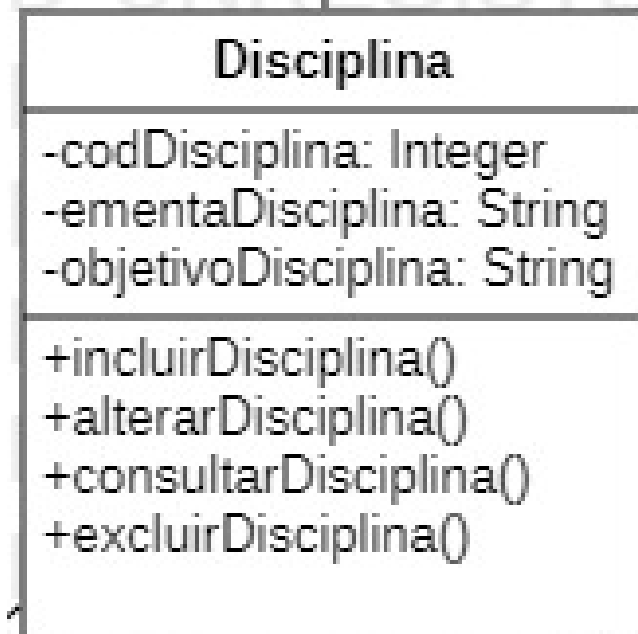 Disciplina
-codDisciplina: Integer
-ementaDisciplina: String
-objetivoDisciplina: String
+incluirDisciplina()
+alterarDisciplina()
+consultarDisciplina()
+excluirDisciplina()